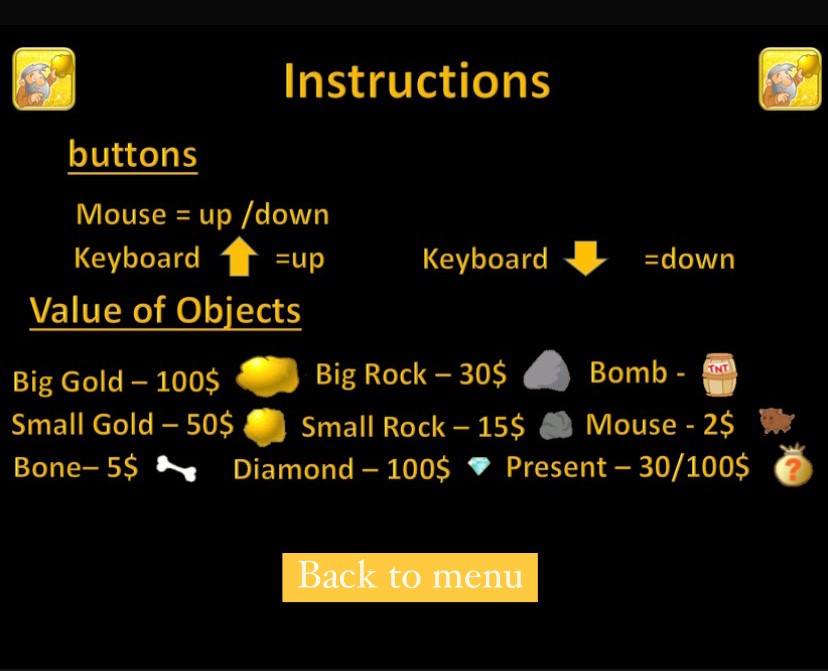 Instructions
buttons
Mouse = up /down
Keyboard =up Keyboard =down
Value of Objects
Big Gold – 100$ Big Rock – 30$ Bomb - TNT
Small Gold – 50$ Small Rock – 15$ Mouse - 2$
Bone– 5$ Diamond – 100$ Present – 30/100$ ?
Back to menu